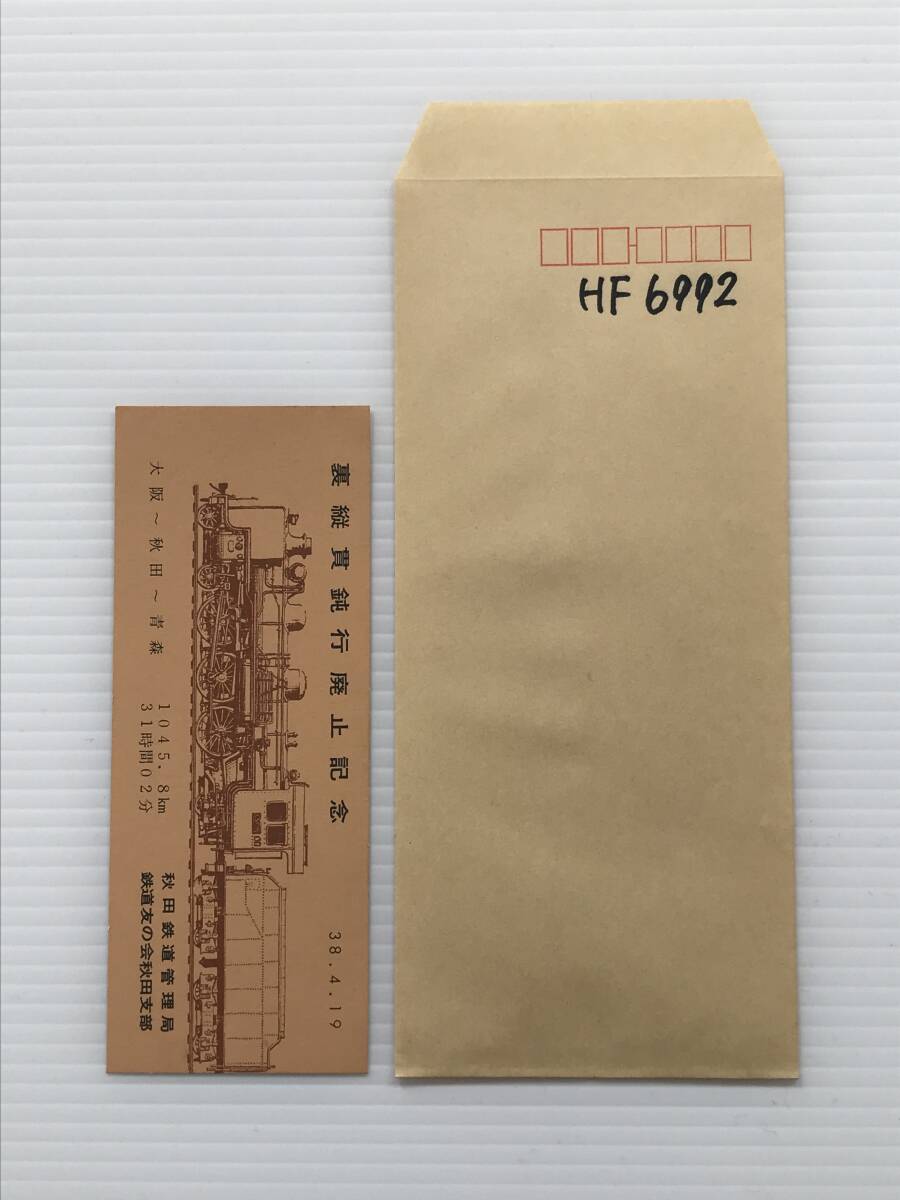 裏縦貫鈍行廃止記念
38.4.19
大阪～秋田～青森
1045.8km
31時間02分
秋田鉄道管理局
鉄道友の会秋田支部
HF 6992